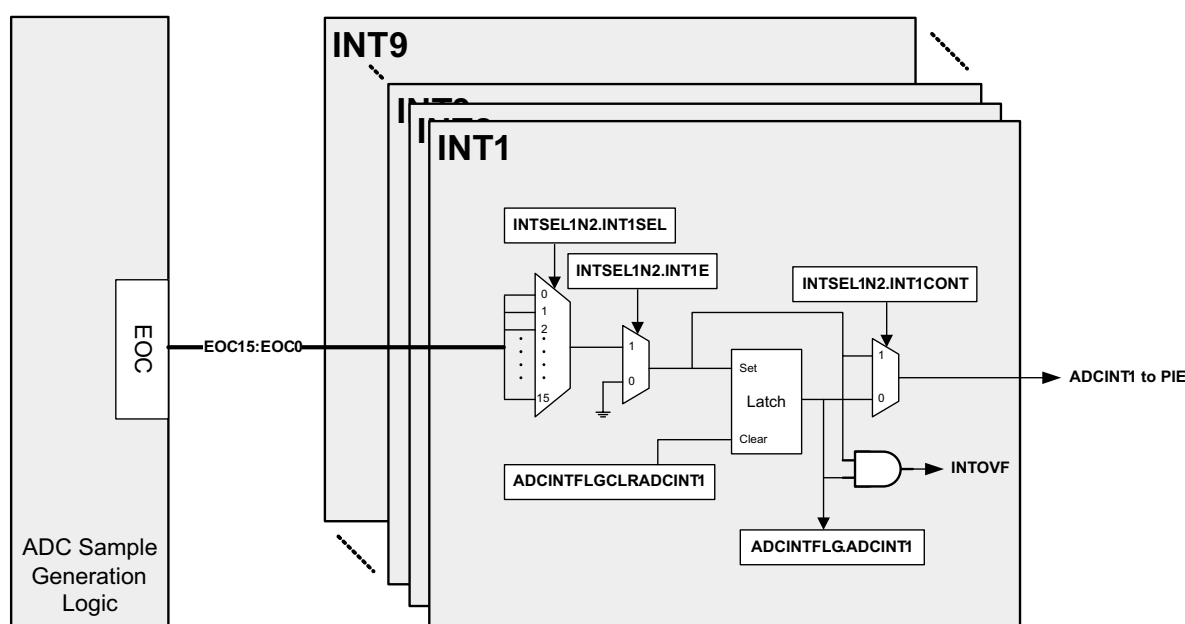 INT9
INT1
INTSEL1N2.INT1SEL
INTSEL1N2.INT1E
INTSEL1N2.INT1CONT
0
1
2
15
1
0
Set
Latch
Clear
1
0
EOC
EOC15:EOC0
ADCINT1 to PIE
ADCINTFLGCLRADCINT1
INTOVF
ADCINTFLG.ADCINT1
ADC Sample
Generation
Logic